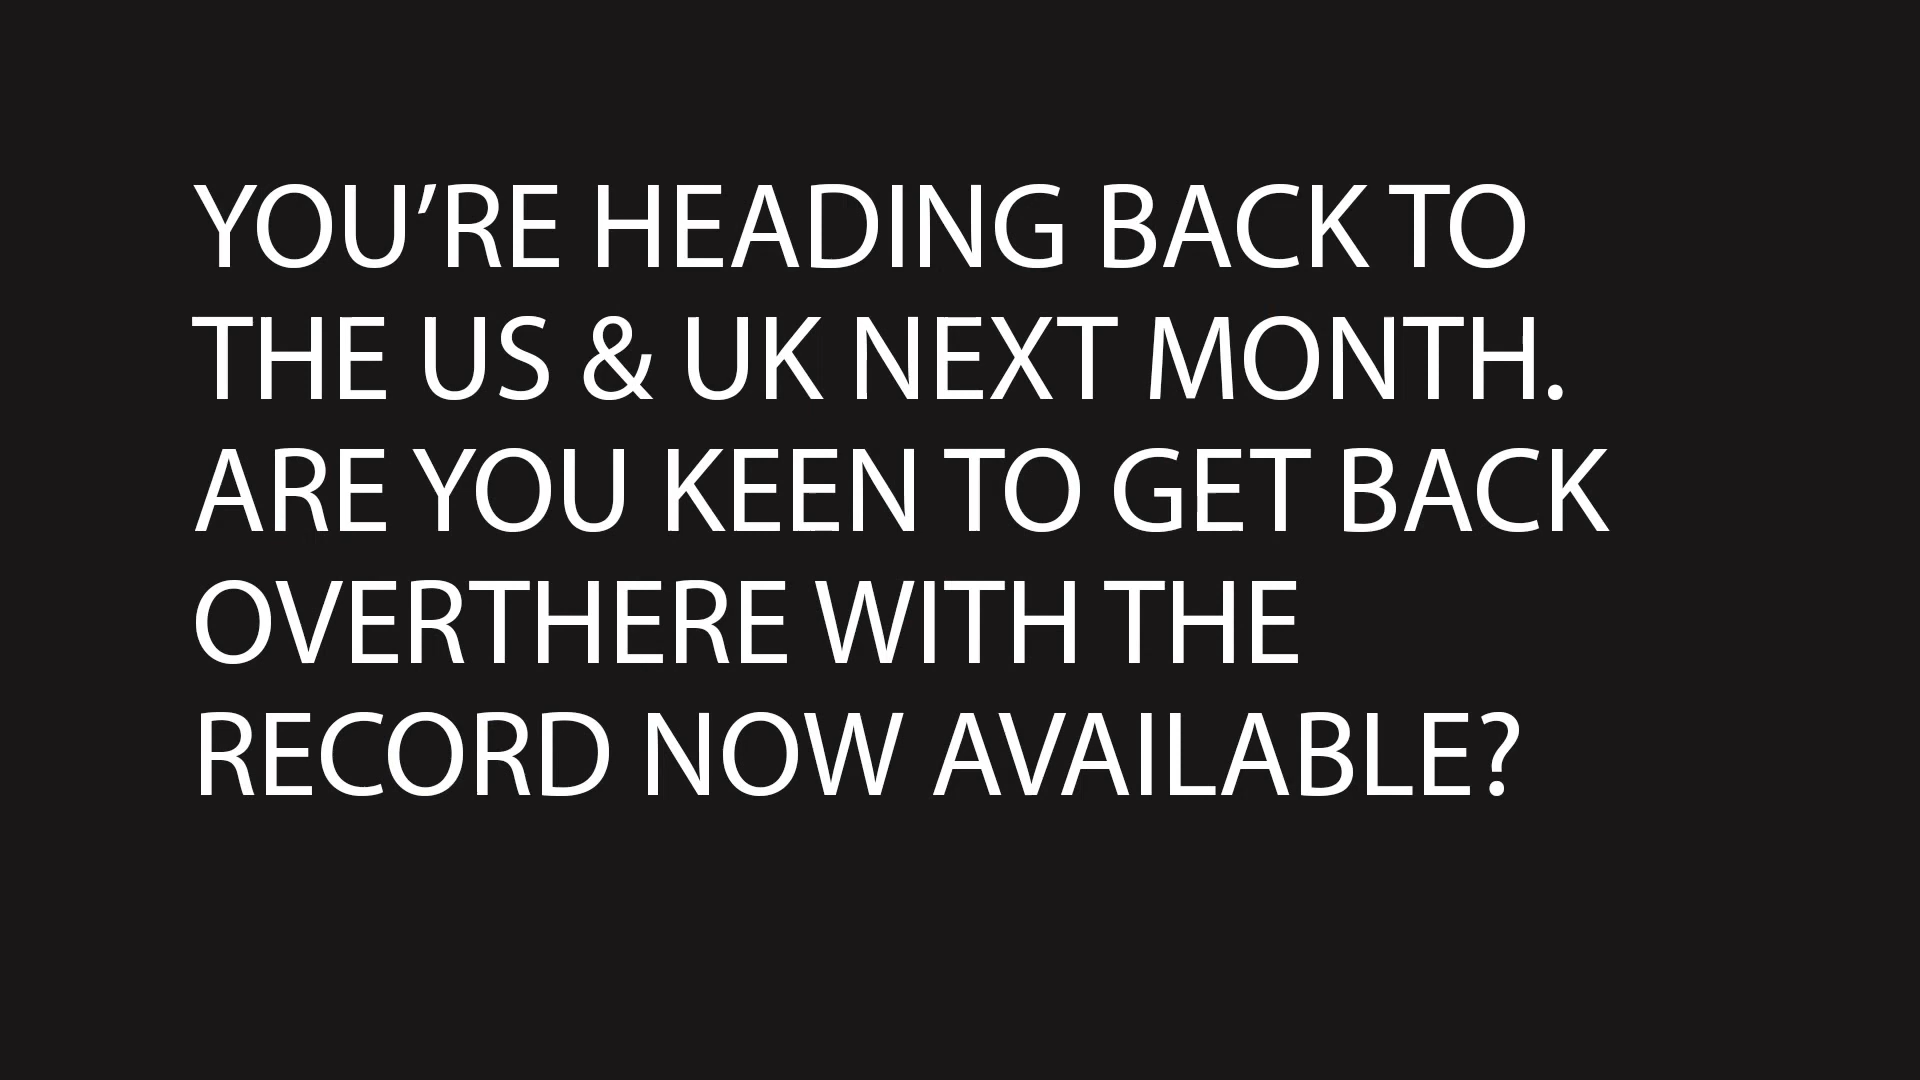 YOU’RE HEADING BACK TO
THE US & UK NEXT MONTH.
ARE YOU KEEN TO GET BACK
OVERTHERE WITH THE
RECORD NOW AVAILABLE?